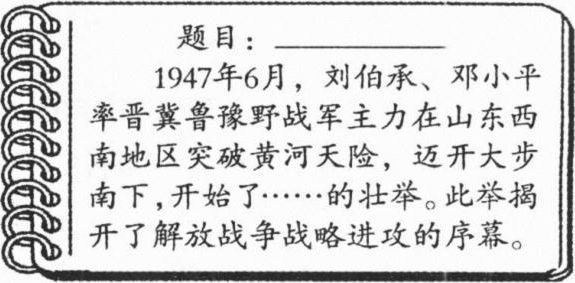 题目：____________
1947年6月，刘伯承、邓小平
率晋冀鲁豫野战军主力在山东西
南地区突破黄河天险，迈开大步
南下，开始了……的壮举。此举揭
开了解放战争战略进攻的序幕。